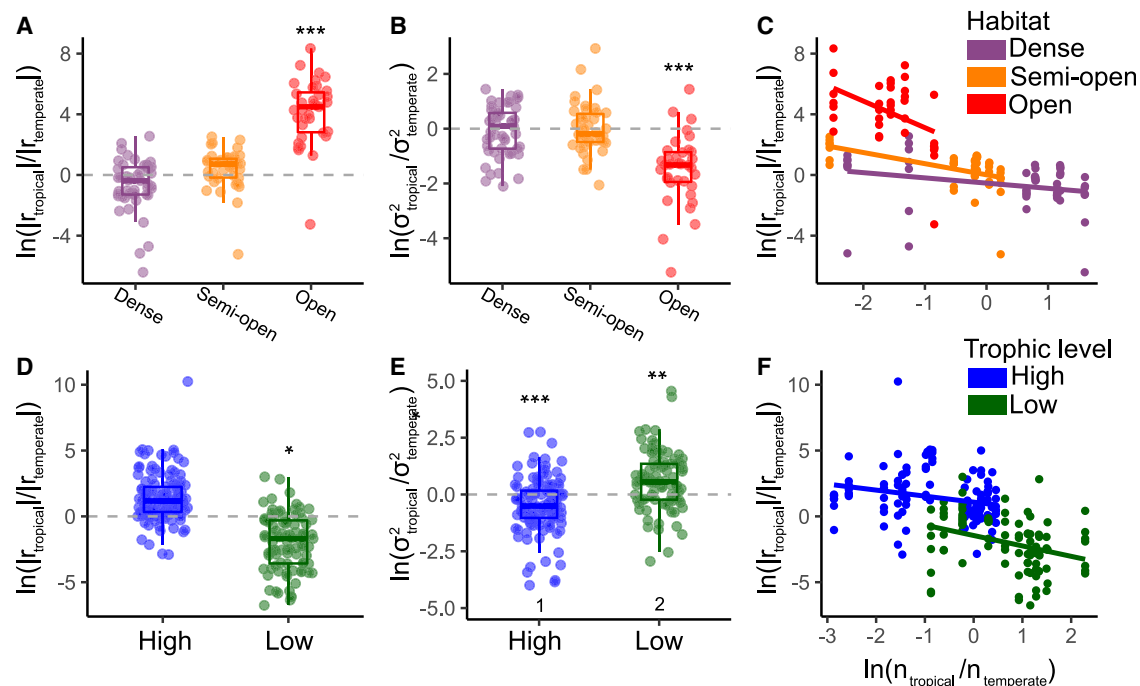 A
ln(|r_tropical|/|r_temperate|)
8
4
0
-4
***
Dense
Semi-open
Open
B
ln(σ²_tropical/σ²_temperate)
2
0
-2
-4
***
Dense
Semi-open
Open
C
Habitat
Dense
Semi-open
Open
ln(|r_tropical|/|r_temperate|)
8
4
0
-4
-2
-1
0
1
D
ln(|r_tropical|/|r_temperate|)
10
5
0
-5
*
High
Low
E
ln(σ²_tropical/σ²_temperate)
*
5.0
2.5
0.0
-2.5
-5.0
***
**
1
2
High
Low
F
Trophic level
High
Low
ln(|r_tropical|/|r_temperate|)
10
5
0
-5
-3
-2
-1
0
1
2
ln(n_tropical/n_temperate)